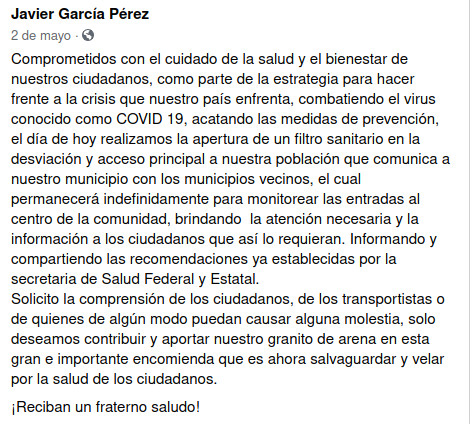 Javier García Pérez
2 de mayo ·
Comprometidos con el cuidado de la salud y el bienestar de
nuestros ciudadanos, como parte de la estrategia para hacer
frente a la crisis que nuestro país enfrenta, combatiendo el virus
conocido como COVID 19, acatando las medidas de prevención,
el día de hoy realizamos la apertura de un filtro sanitario en la
desviación y acceso principal a nuestra población que comunica a
nuestro municipio con los municipios vecinos, el cual
permanecerá indefinidamente para monitorear las entradas al
centro de la comunidad, brindando  la atención necesaria y la
información a los ciudadanos que así lo requieran. Informando y
compartiendo las recomendaciones ya establecidas por la
secretaria de Salud Federal y Estatal.
Solicito la comprensión de los ciudadanos, de los transportistas o
de quienes de algún modo puedan causar alguna molestia, solo
deseamos contribuir y aportar nuestro granito de arena en esta
gran e importante encomienda que es ahora salvaguardar y velar
por la salud de los ciudadanos.
¡Reciban un fraterno saludo!